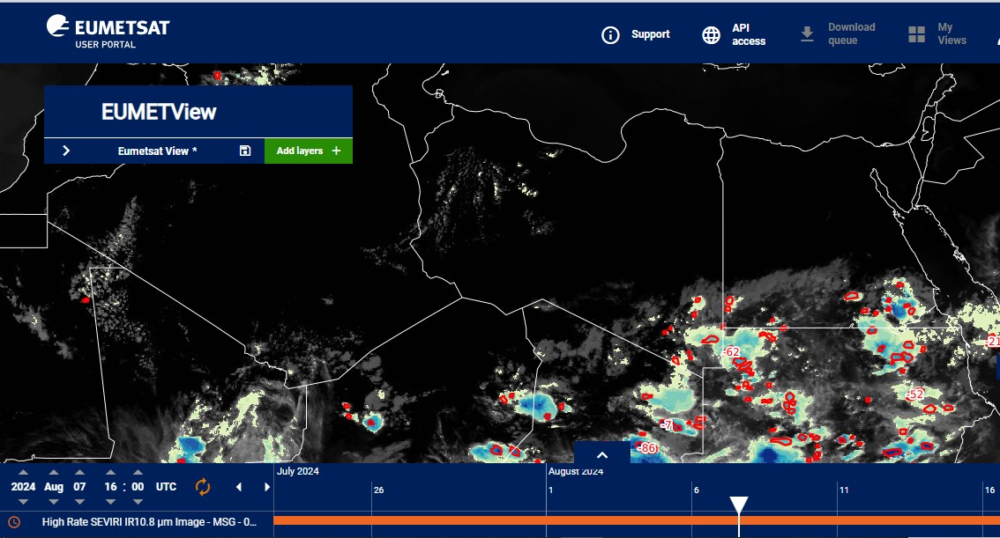 EUMETSAT
USER PORTAL
Support
API
access
Download
queue
My
Views
EUMETView
Eumetsat View *
Add layers +
-62
-21
-52
-7
-86
July 2024
August 2024
2024 Aug 07 16 : 00 UTC
26
1
6
11
16
High Rate SEVIRI IR10.8 µm Image - MSG - 0...